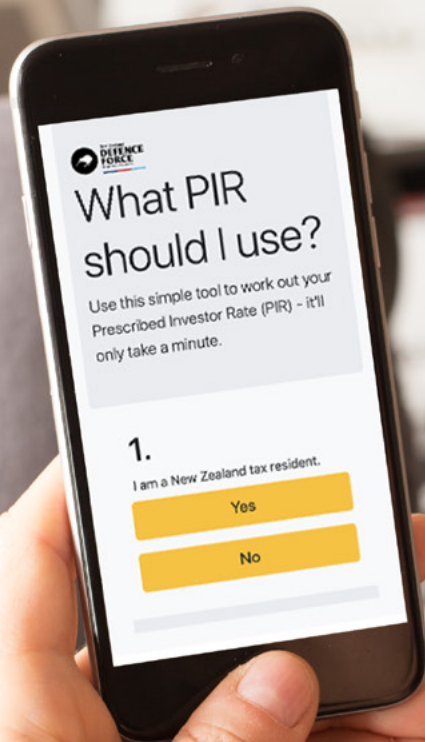 DEFENCE
FORCE
What PIR
should I use?
Use this simple tool to work out your
Prescribed Investor Rate (PIR) - it'll
only take a minute.
1.
I am a New Zealand tax resident.
Yes
No